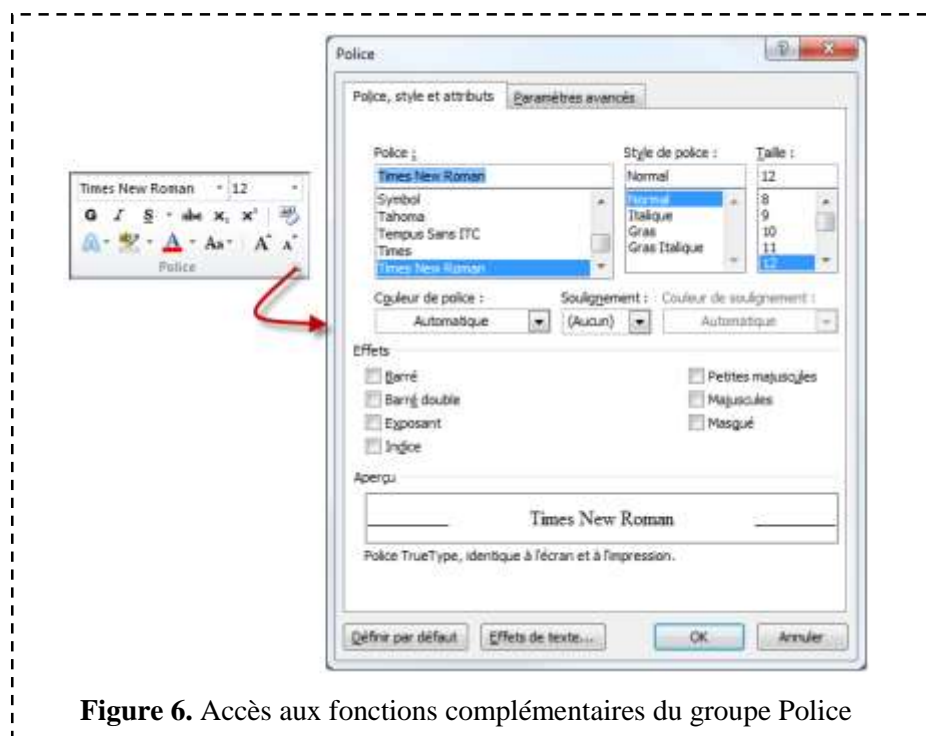 Police
Police, style et attributs Paramètres avancés
Police : Style de police : Taille :
Times New Roman Normal 12
Symbol Normal 8
Tahoma Italique 9
Tempus Sans ITC Gras 10
Times Gras Italique 11
Times New Roman 12
Times New Roman 12
G I S abc x₂ x²
A Aa A A
Police
Couleur de police : Soulignement : Couleur de soulignement :
Automatique (Aucun) Automatique
Effets
Barré Petites majuscules
Barré double Majuscules
Exposant Masqué
Indice
Aperçu
Times New Roman
Police TrueType, identique à l'écran et à l'impression.
Définir par défaut Effets de texte... OK Annuler
Figure 6. Accès aux fonctions complémentaires du groupe Police